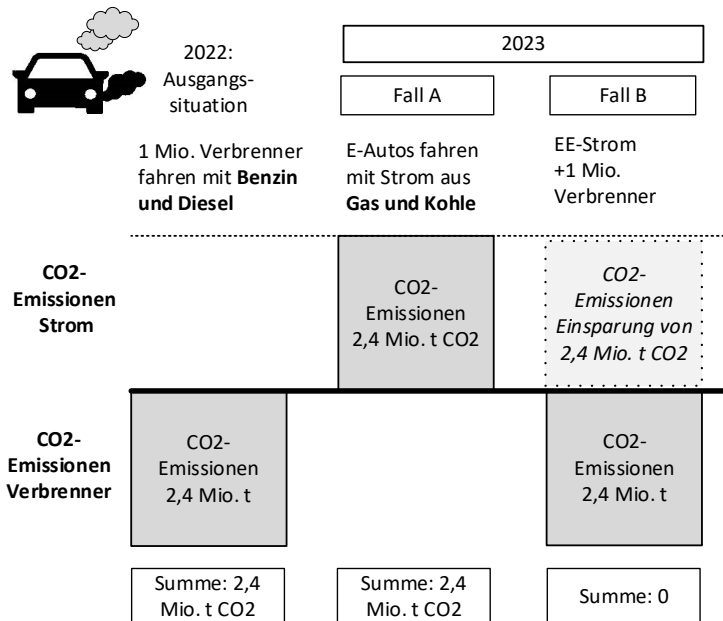 2022:
Ausgangs-
situation
2023
Fall A
Fall B
1 Mio. Verbrenner
fahren mit Benzin
und Diesel
E-Autos fahren
mit Strom aus
Gas und Kohle
EE-Strom
+1 Mio.
Verbrenner
CO2-
Emissionen
Strom
CO2-
Emissionen
2,4 Mio. t CO2
CO2-
Emissionen
Einsparung von
2,4 Mio. t CO2
CO2-
Emissionen
Verbrenner
CO2-
Emissionen
2,4 Mio. t
CO2-
Emissionen
2,4 Mio. t
Summe: 2,4
Mio. t CO2
Summe: 2,4
Mio. t CO2
Summe: 0